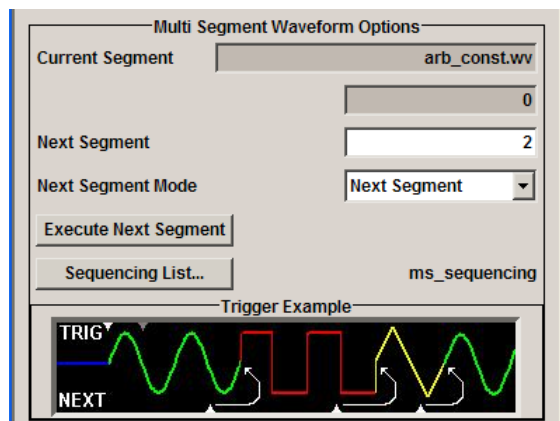 Multi Segment Waveform Options
Current Segment arb_const.wv
0
Next Segment 2
Next Segment Mode Next Segment
Execute Next Segment
Sequencing List... ms_sequencing
Trigger Example
TRIG
NEXT